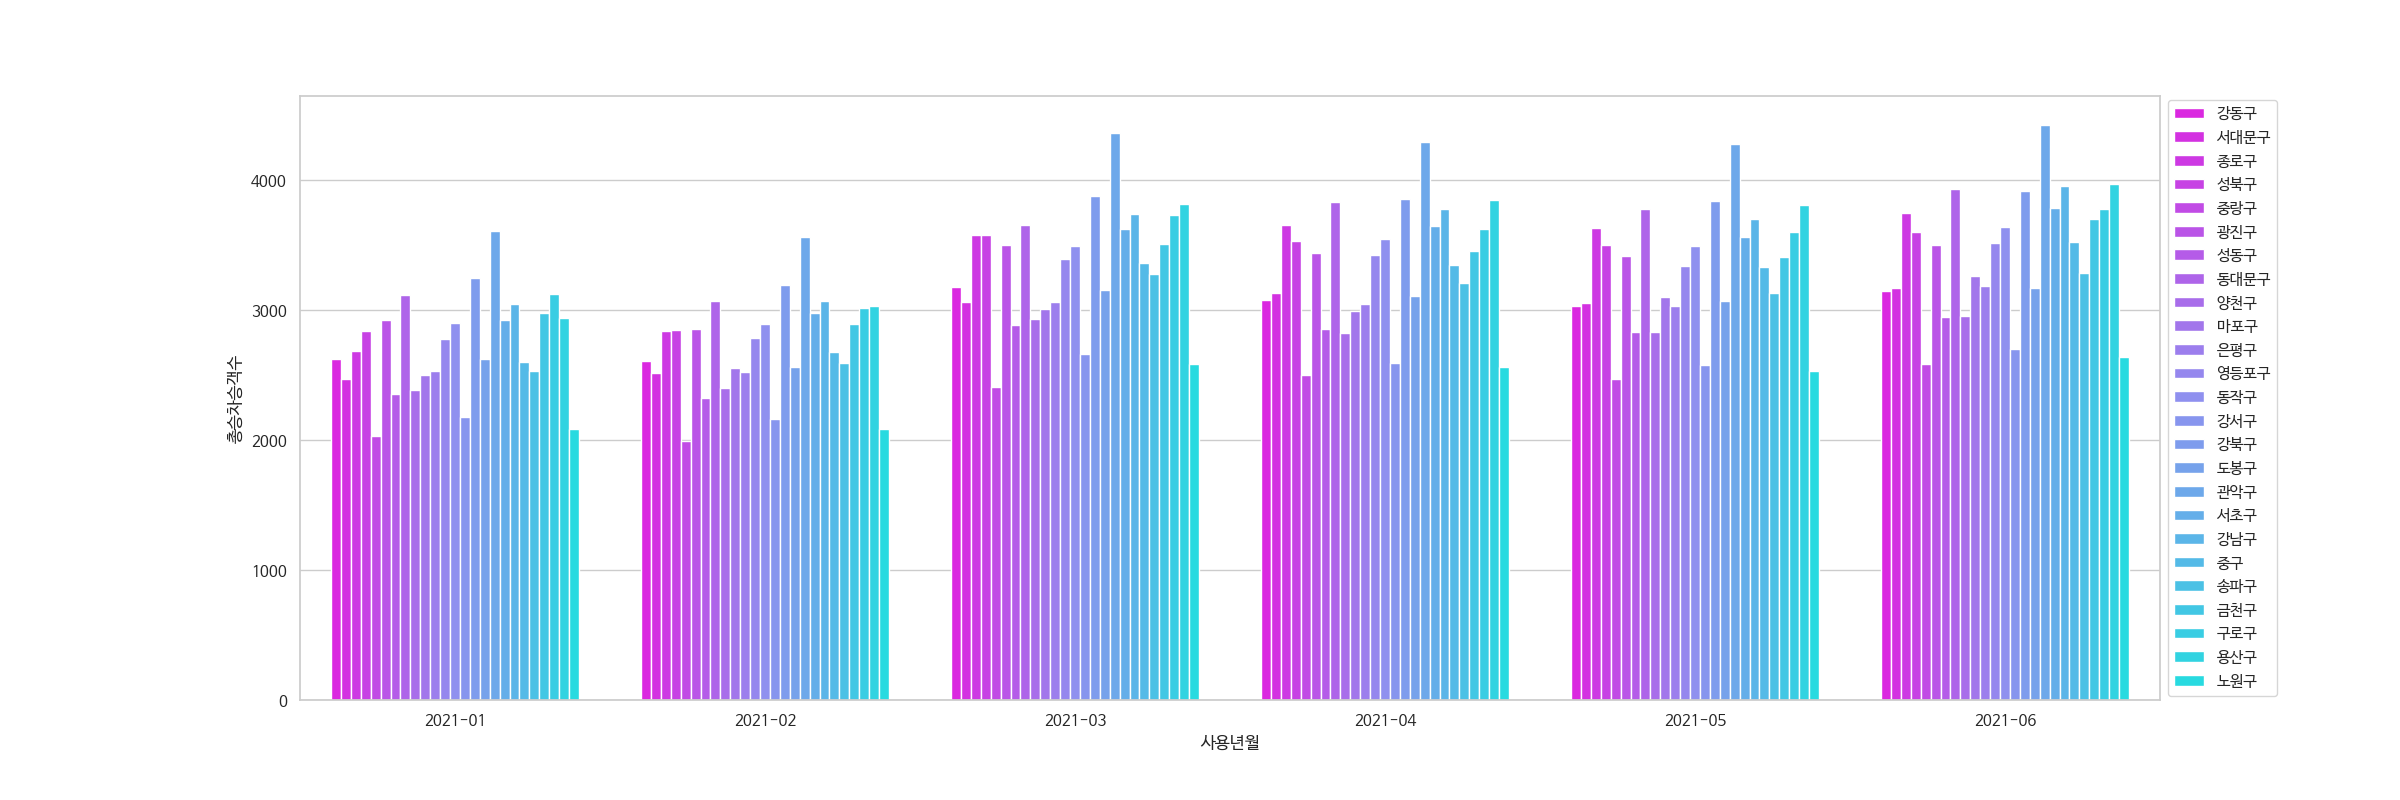 총승차승객수
4000
3000
2000
1000
0
2021-01 2021-02 2021-03 2021-04 2021-05 2021-06
사용년월
강동구
서대문구
종로구
성북구
중랑구
광진구
성동구
동대문구
양천구
마포구
은평구
영등포구
동작구
강서구
강북구
도봉구
관악구
서초구
강남구
중구
송파구
금천구
구로구
용산구
노원구